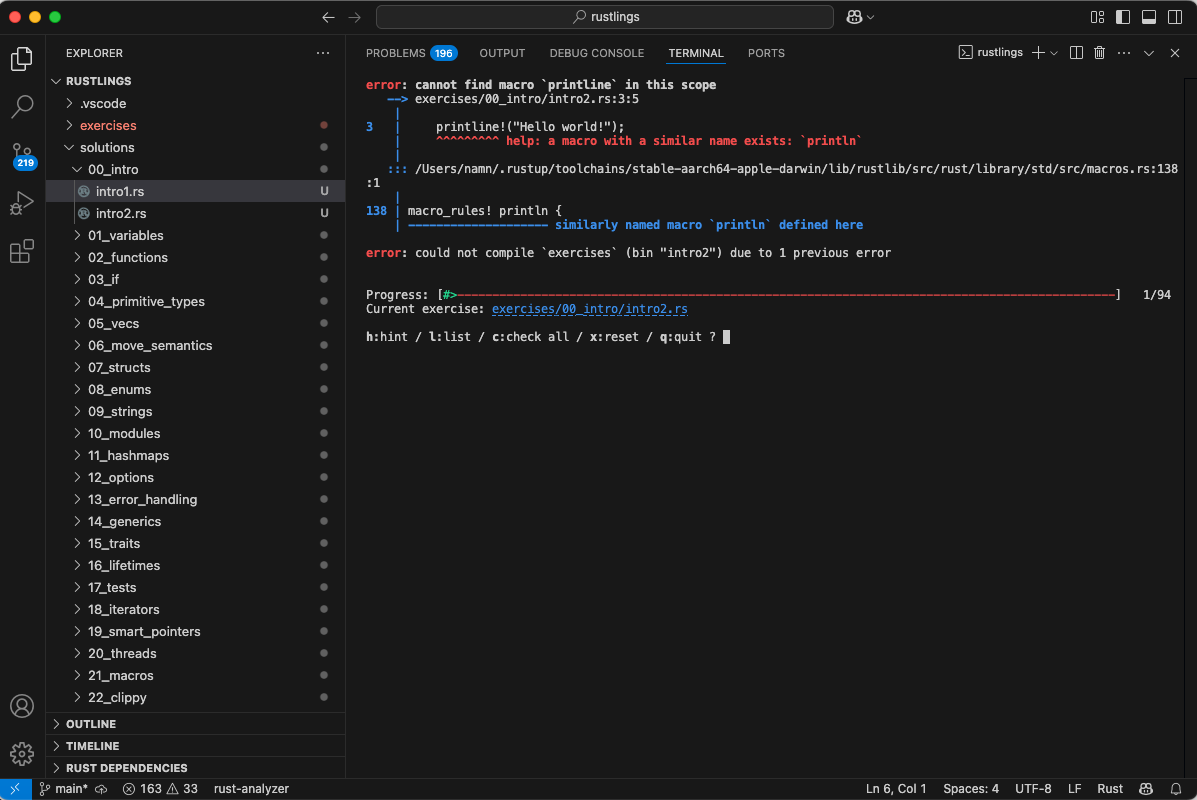 rustlings
EXPLORER
RUSTLINGS
.vscode
exercises
solutions
00_intro
intro1.rs U
intro2.rs U
01_variables
02_functions
03_if
04_primitive_types
05_vecs
06_move_semantics
07_structs
08_enums
09_strings
10_modules
11_hashmaps
12_options
13_error_handling
14_generics
15_traits
16_lifetimes
17_tests
18_iterators
19_smart_pointers
20_threads
21_macros
22_clippy
OUTLINE
TIMELINE
RUST DEPENDENCIES
219
PROBLEMS 196 OUTPUT DEBUG CONSOLE TERMINAL PORTS
rustlings
error: cannot find macro `printline` in this scope
--> exercises/00_intro/intro2.rs:3:5
|
3 | printline!("Hello world!");
| ^^^^^^^^^ help: a macro with a similar name exists: `println`
|
::: /Users/namn/.rustup/toolchains/stable-aarch64-apple-darwin/lib/rustlib/src/rust/library/std/src/macros.rs:138
:1
|
138 | macro_rules! println {
| -------------------- similarly named macro `println` defined here
error: could not compile `exercises` (bin "intro2") due to 1 previous error
Progress: [#>----------------------------------------------------------------------------------------------] 1/94
Current exercise: exercises/00_intro/intro2.rs
h:hint / l:list / c:check all / x:reset / q:quit ?
main* 163 33 rust-analyzer Ln 6, Col 1 Spaces: 4 UTF-8 LF Rust